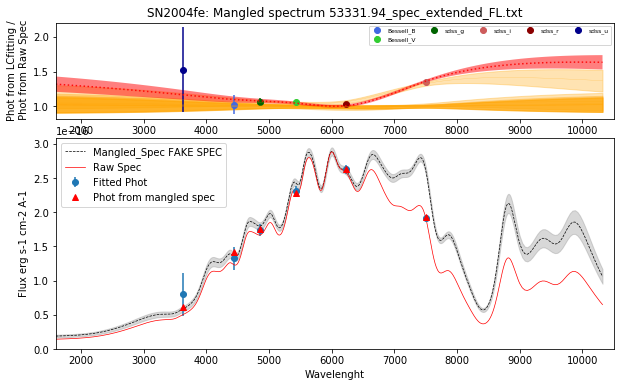 SN2004fe: Mangled spectrum 53331.94_spec_extended_FL.txt
Phot from LCfitting /
Phot from Raw Spec
2.0
1.5
1.0
Bessell_B
Bessell_V
sdss_g
sdss_i
sdss_r
sdss_u
2000 3000 4000 5000 6000 7000 8000 9000 10000
Flux erg s-1 cm-2 A-1
3.0
2.5
2.0
1.5
1.0
0.5
0.0
Mangled_Spec FAKE SPEC
Raw Spec
Fitted Phot
Phot from mangled spec
2000 3000 4000 5000 6000 7000 8000 9000 10000
Wavelenght